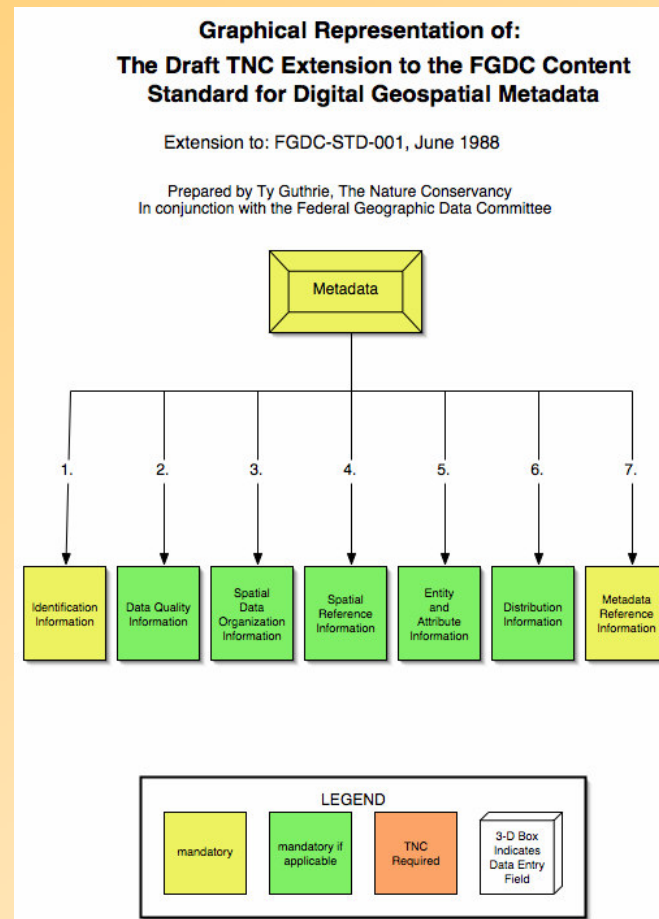 Graphical Representation of:
The Draft TNC Extension to the FGDC Content
Standard for Digital Geospatial Metadata
Extension to: FGDC-STD-001, June 1988
Prepared by Ty Guthrie, The Nature Conservancy
In conjunction with the Federal Geographic Data Committee
Metadata
1. 2. 3. 4. 5. 6. 7.
Identification
Information
Data Quality
Information
Spatial
Data
Organization
Information
Spatial
Reference
Information
Entity
and
Attribute
Information
Distribution
Information
Metadata
Reference
Information
LEGEND
mandatory
mandatory if
applicable
TNC
Required
3-D Box
Indicates
Data Entry
Field